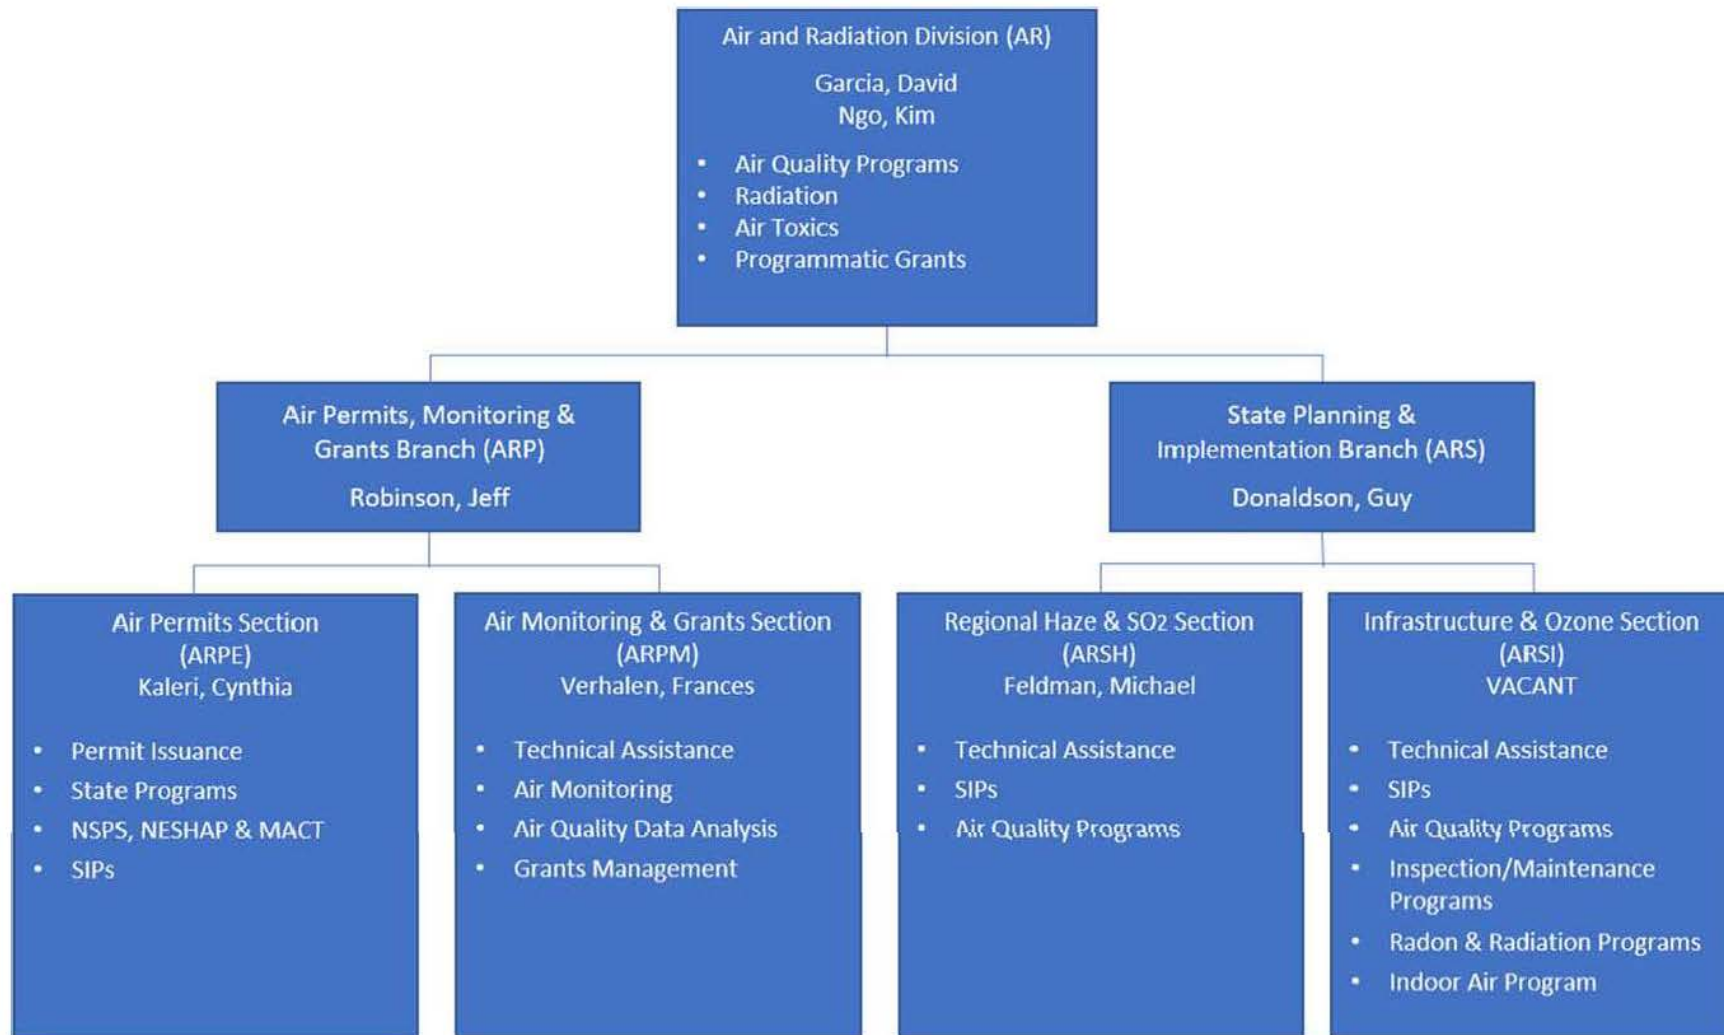 Air and Radiation Division (AR)
Garcia, David
Ngo, Kim
• Air Quality Programs
• Radiation
• Air Toxics
• Programmatic Grants
Air Permits, Monitoring &
Grants Branch (ARP)
Robinson, Jeff
State Planning &
Implementation Branch (ARS)
Donaldson, Guy
Air Permits Section
(ARPE)
Kaleri, Cynthia
• Permit Issuance
• State Programs
• NSPS, NESHAP & MACT
• SIPs
Air Monitoring & Grants Section
(ARPM)
Verhalen, Frances
• Technical Assistance
• Air Monitoring
• Air Quality Data Analysis
• Grants Management
Regional Haze & SO2 Section
(ARSH)
Feldman, Michael
• Technical Assistance
• SIPs
• Air Quality Programs
Infrastructure & Ozone Section
(ARSI)
VACANT
• Technical Assistance
• SIPs
• Air Quality Programs
• Inspection/Maintenance
Programs
• Radon & Radiation Programs
• Indoor Air Program